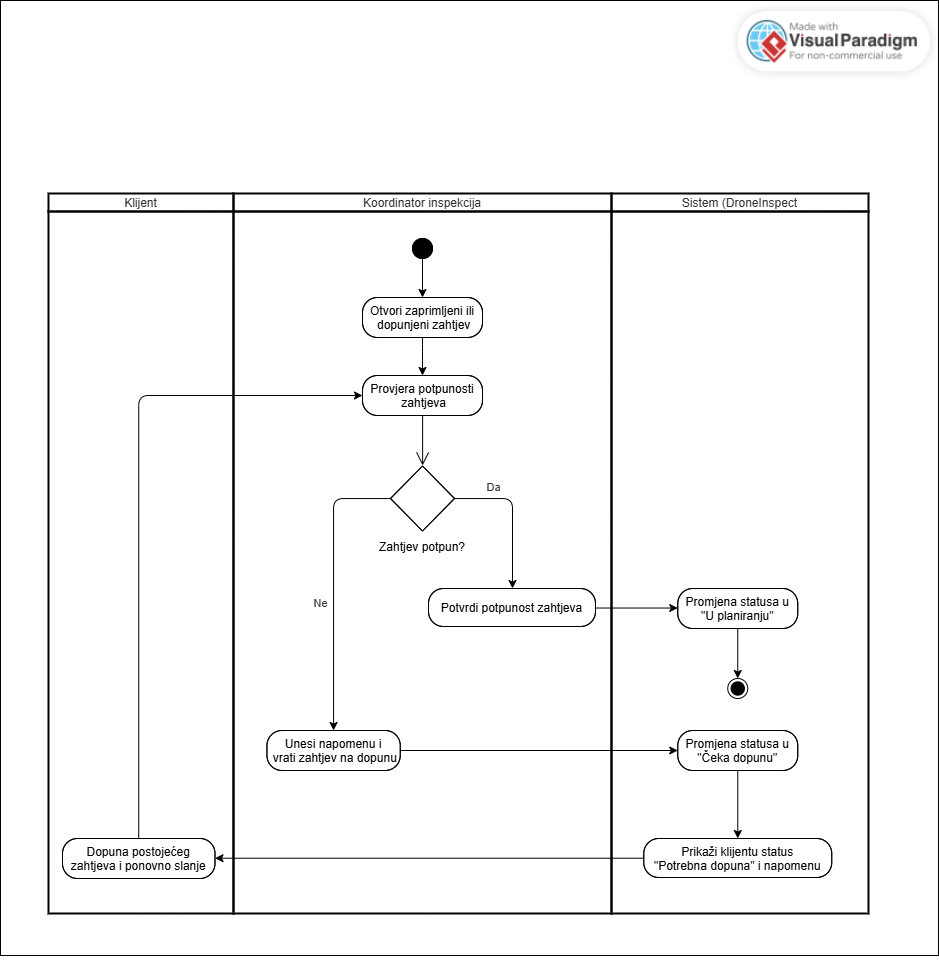 Made with
VisualParadigm
For non-commercial use
Klijent
Koordinator inspekcija
Sistem (DroneInspect
Otvori zaprimljeni ili
dopunjeni zahtjev
Provjera potpunosti
zahtjeva
Da
Zahtjev potpun?
Ne
Potvrdi potpunost zahtjeva
Promjena statusa u
"U planiranju"
Unesi napomenu i
vrati zahtjev na dopunu
Promjena statusa u
"Čeka dopunu"
Dopuna postojećeg
zahtjeva i ponovno slanje
Prikaži klijentu status
"Potrebna dopuna" i napomenu